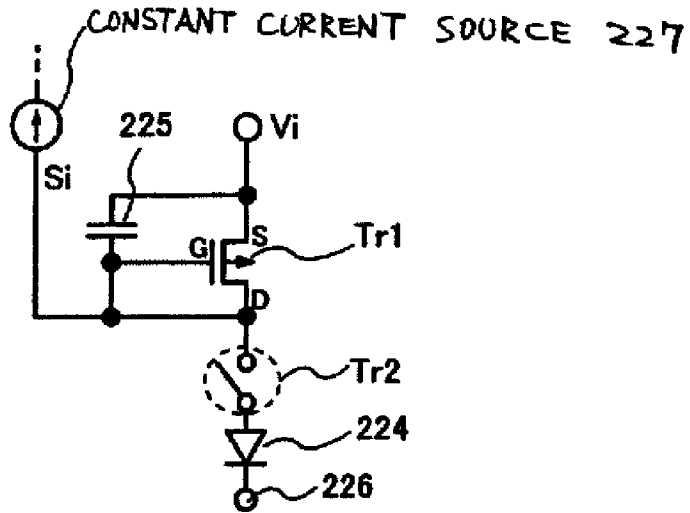 CONSTANT CURRENT SOURCE 227
225
Vi
Si
S
G
Tr1
D
Tr2
224
226